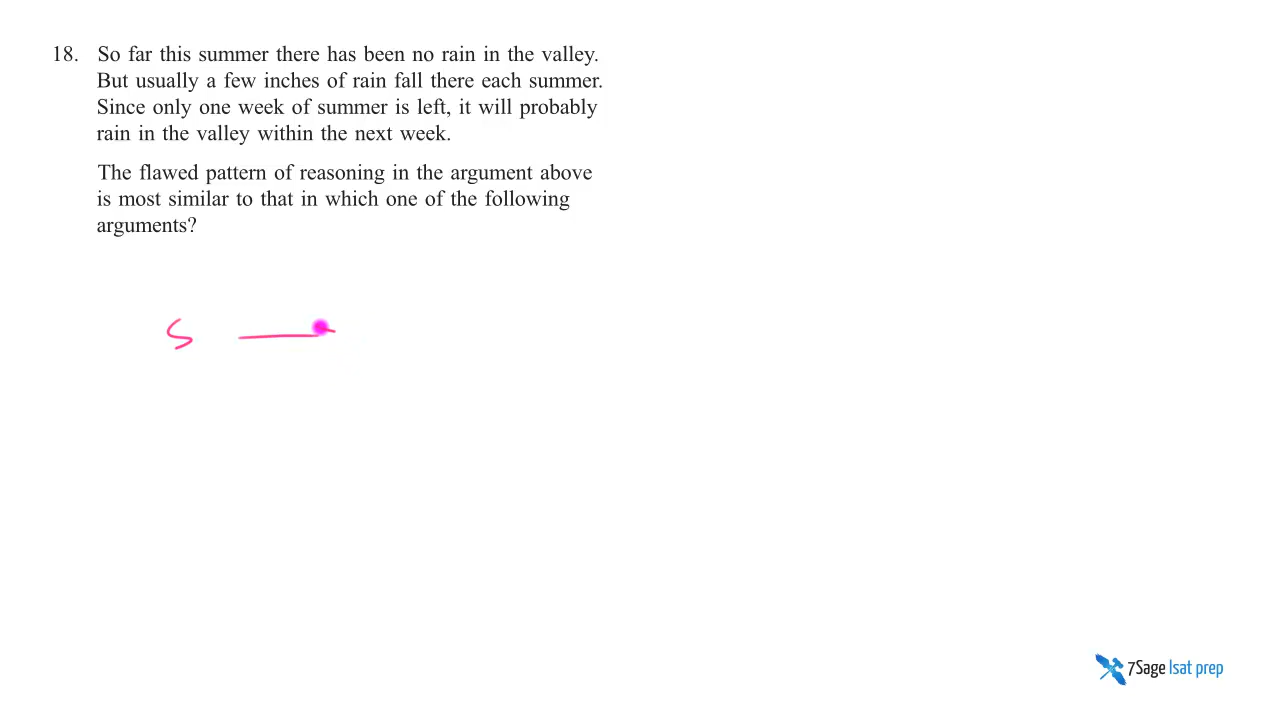 18. So far this summer there has been no rain in the valley.
But usually a few inches of rain fall there each summer.
Since only one week of summer is left, it will probably
rain in the valley within the next week.
The flawed pattern of reasoning in the argument above
is most similar to that in which one of the following
arguments?
S
7Sage lsat prep